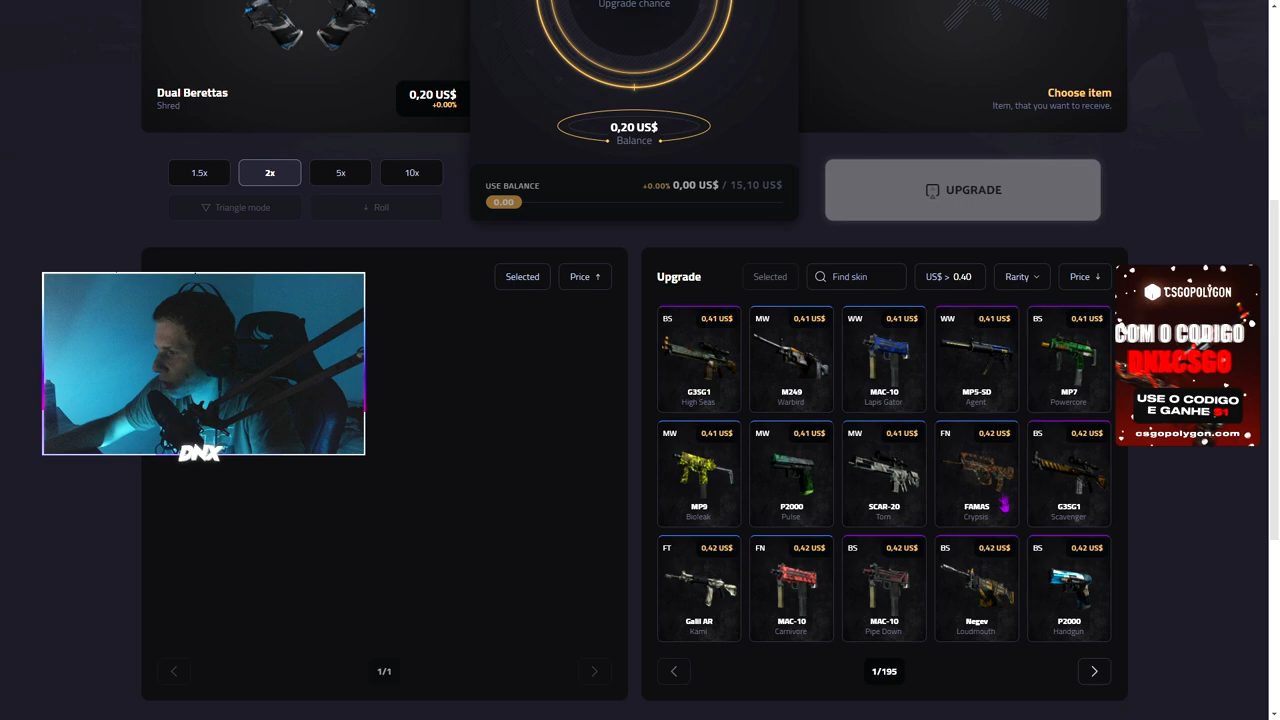 Upgrade chance
Dual Berettas
Shred
0,20 US$
+0.00%
0,20 US$
Balance
Choose item
Item, that you want to receive.
1.5x
2x
5x
10x
Triangle mode
Roll
USE BALANCE
+0.00% 0,00 US$ / 15,10 US$
0.00
UPGRADE
Selected
Price
Upgrade
Selected
Find skin
US$ > 0.40
Rarity
Price
BS 0,41 US$
G3SG1
High Seas
MW 0,41 US$
M249
Warbird
WW 0,41 US$
MAC-10
Lapis Gator
WW 0,41 US$
MP5-SD
Agent
BS 0,41 US$
MP7
Powercore
MW 0,41 US$
MP9
Bioleak
MW 0,41 US$
P2000
Pulse
MW 0,41 US$
SCAR-20
Torn
FN 0,42 US$
FAMAS
Crypsis
BS 0,42 US$
G3SG1
Scavenger
FT 0,42 US$
Galil AR
Kami
FN 0,42 US$
MAC-10
Carnivore
BS 0,42 US$
MAC-10
Pipe Down
BS 0,42 US$
Negev
Loudmouth
BS 0,42 US$
P2000
Handgun
1/1
1/195
DNX
CSGOPOLYGON
COM O CODIGO
DNXCSGO
USE O CODIGO
E GANHE $1
csgopolygon.com